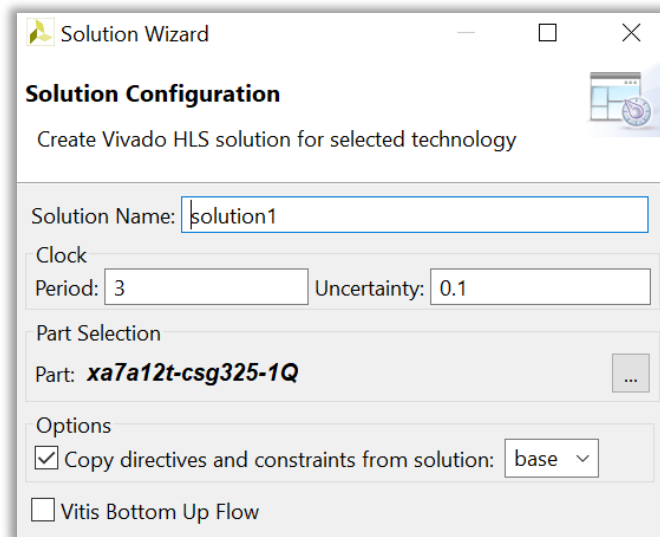 Solution Wizard
Solution Configuration
Create Vivado HLS solution for selected technology
Solution Name: solution1
Clock
Period: 3 Uncertainty: 0.1
Part Selection
Part: xa7a12t-csg325-1Q ...
Options
Copy directives and constraints from solution: base
Vitis Bottom Up Flow